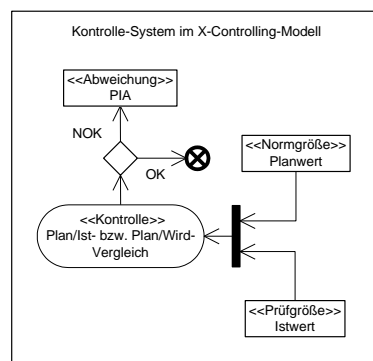 Kontrolle-System im X-Controlling-Modell
<<Abweichung>>
PIA
NOK
OK
<<Normgröße>>
Planwert
<<Kontrolle>>
Plan/Ist- bzw. Plan/Wird-
Vergleich
<<Prüfgröße>>
Istwert